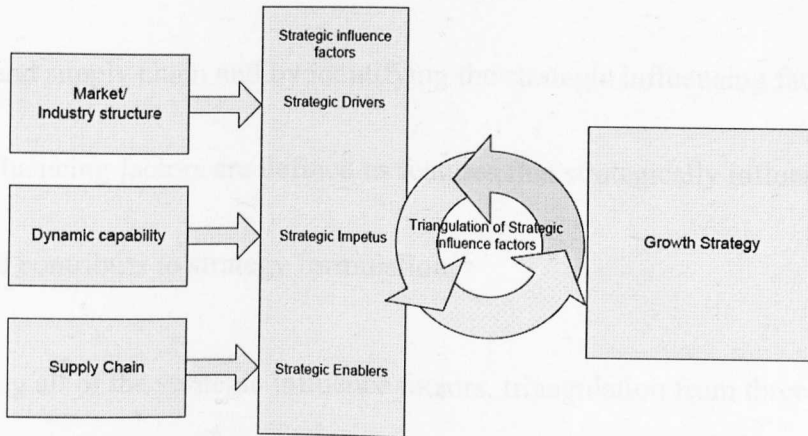 Strategic influence
factors
Market/
Industry structure
Strategic Drivers
Dynamic capability
Strategic Impetus
Triangulation of Strategic
influence factors
Growth Strategy
Supply Chain
Strategic Enablers